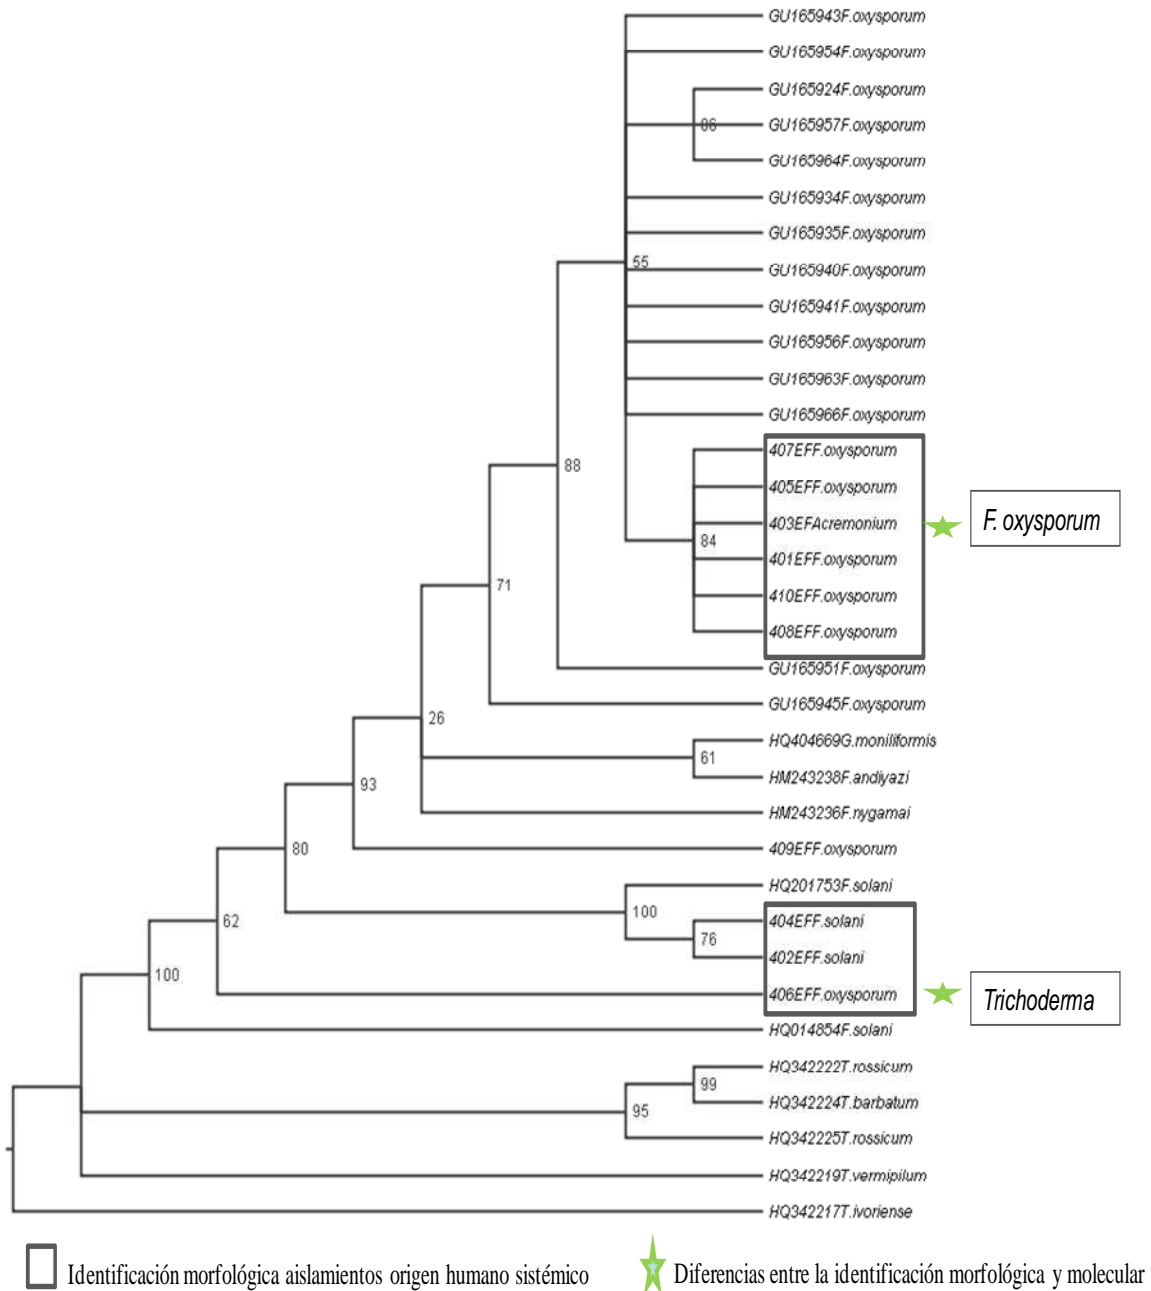 GU165943F.oxysporum
GU165954F.oxysporum
GU165924F.oxysporum
86
GU165957F.oxysporum
GU165964F.oxysporum
GU165934F.oxysporum
GU165935F.oxysporum
55
GU165940F.oxysporum
GU165941F.oxysporum
GU165956F.oxysporum
GU165963F.oxysporum
GU165966F.oxysporum
407EFF.oxysporum
88
405EFF.oxysporum
403EFAcremonium
F. oxysporum
84
401EFF.oxysporum
71
410EFF.oxysporum
408EFF.oxysporum
GU165951F.oxysporum
GU165945F.oxysporum
26
HQ404669G.moniliformis
61
HM243238F.andiyazi
93
HM243236F.nygamai
80
409EFF.oxysporum
HQ201753F.solani
100
62
404EFF.solani
76
402EFF.solani
100
406EFF.oxysporum
Trichoderma
HQ014854F.solani
HQ342222T.rossicum
99
HQ342224T.barbatum
95
HQ342225T.rossicum
HQ342219T.vermipilum
HQ342217T.ivoriense
Identificación morfológica aislamientos origen humano sistémico
Diferencias entre la identificación morfológica y molecular